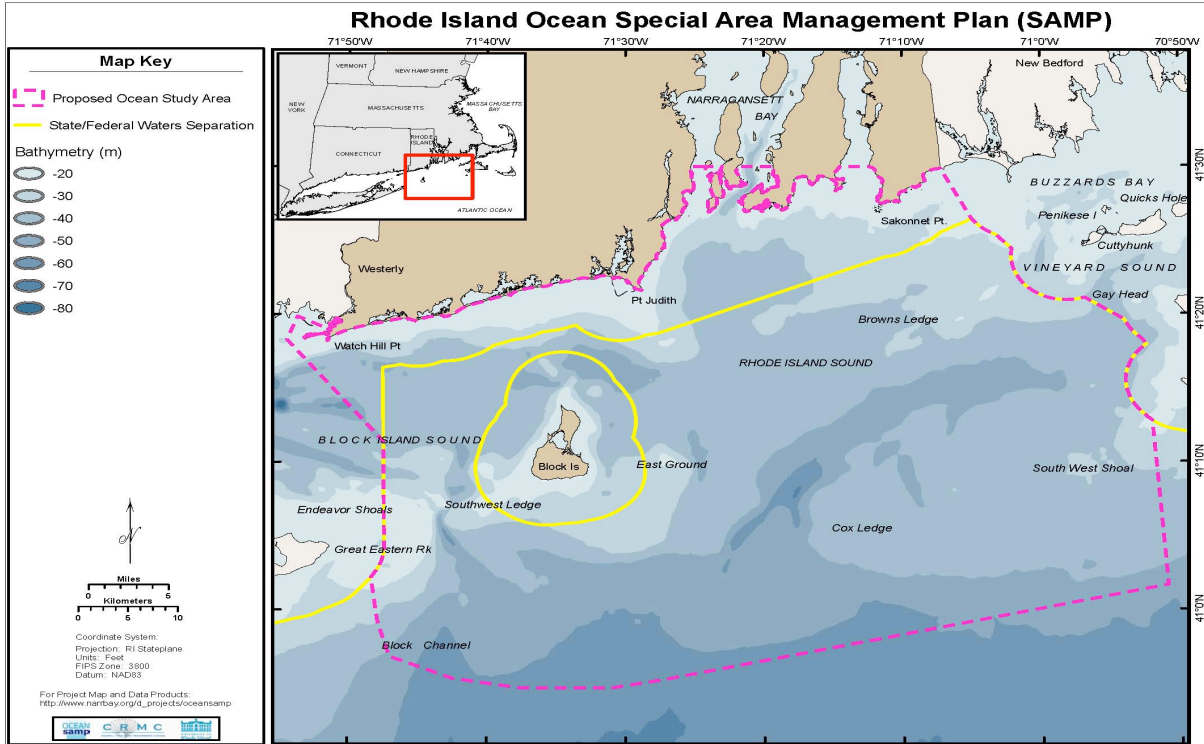 Rhode Island Ocean Special Area Management Plan (SAMP)
Map Key
Proposed Ocean Study Area
State/Federal Waters Separation
Bathymetry (m)
-20
-30
-40
-50
-60
-70
-80
N
Miles
0 5 5
Kilometers
0 5 10
Coordinate System:
Projection: RI Stateplane
Units: Feet
FIPS Zone: 3800
Datum: NAD83
For Project Map and Data Products:
http://www.narrbay.org/d_projects/oceansamp
OCEAN
samp
CRMC
71°50'W
71°40'W
71°30'W
71°20'W
71°10'W
71°0'W
70°50'W
VERMONT
NEW HAMPSHIRE
NEW
YORK
MASSACHUSETTS
MASSACHUSETTS
BAY
RHODE
ISLAND
CONNECTICUT
ATLANTIC OCEAN
New Bedford
NARRAGANSETT
BAY
41°30'N
BUZZARDS BAY
Quicks Hole
Penikese I
Sakonnet Pt.
Cuttyhunk
Westerly
VINEYARD SOUND
Pt Judith
Gay Head
41°20'N
Browns Ledge
Watch Hill Pt
RHODE ISLAND SOUND
BLOCK ISLAND SOUND
Block Is
East Ground
South West Shoal
41°10'N
Southwest Ledge
Endeavor Shoals
Cox Ledge
Great Eastern Rk
41°0'N
Block Channel